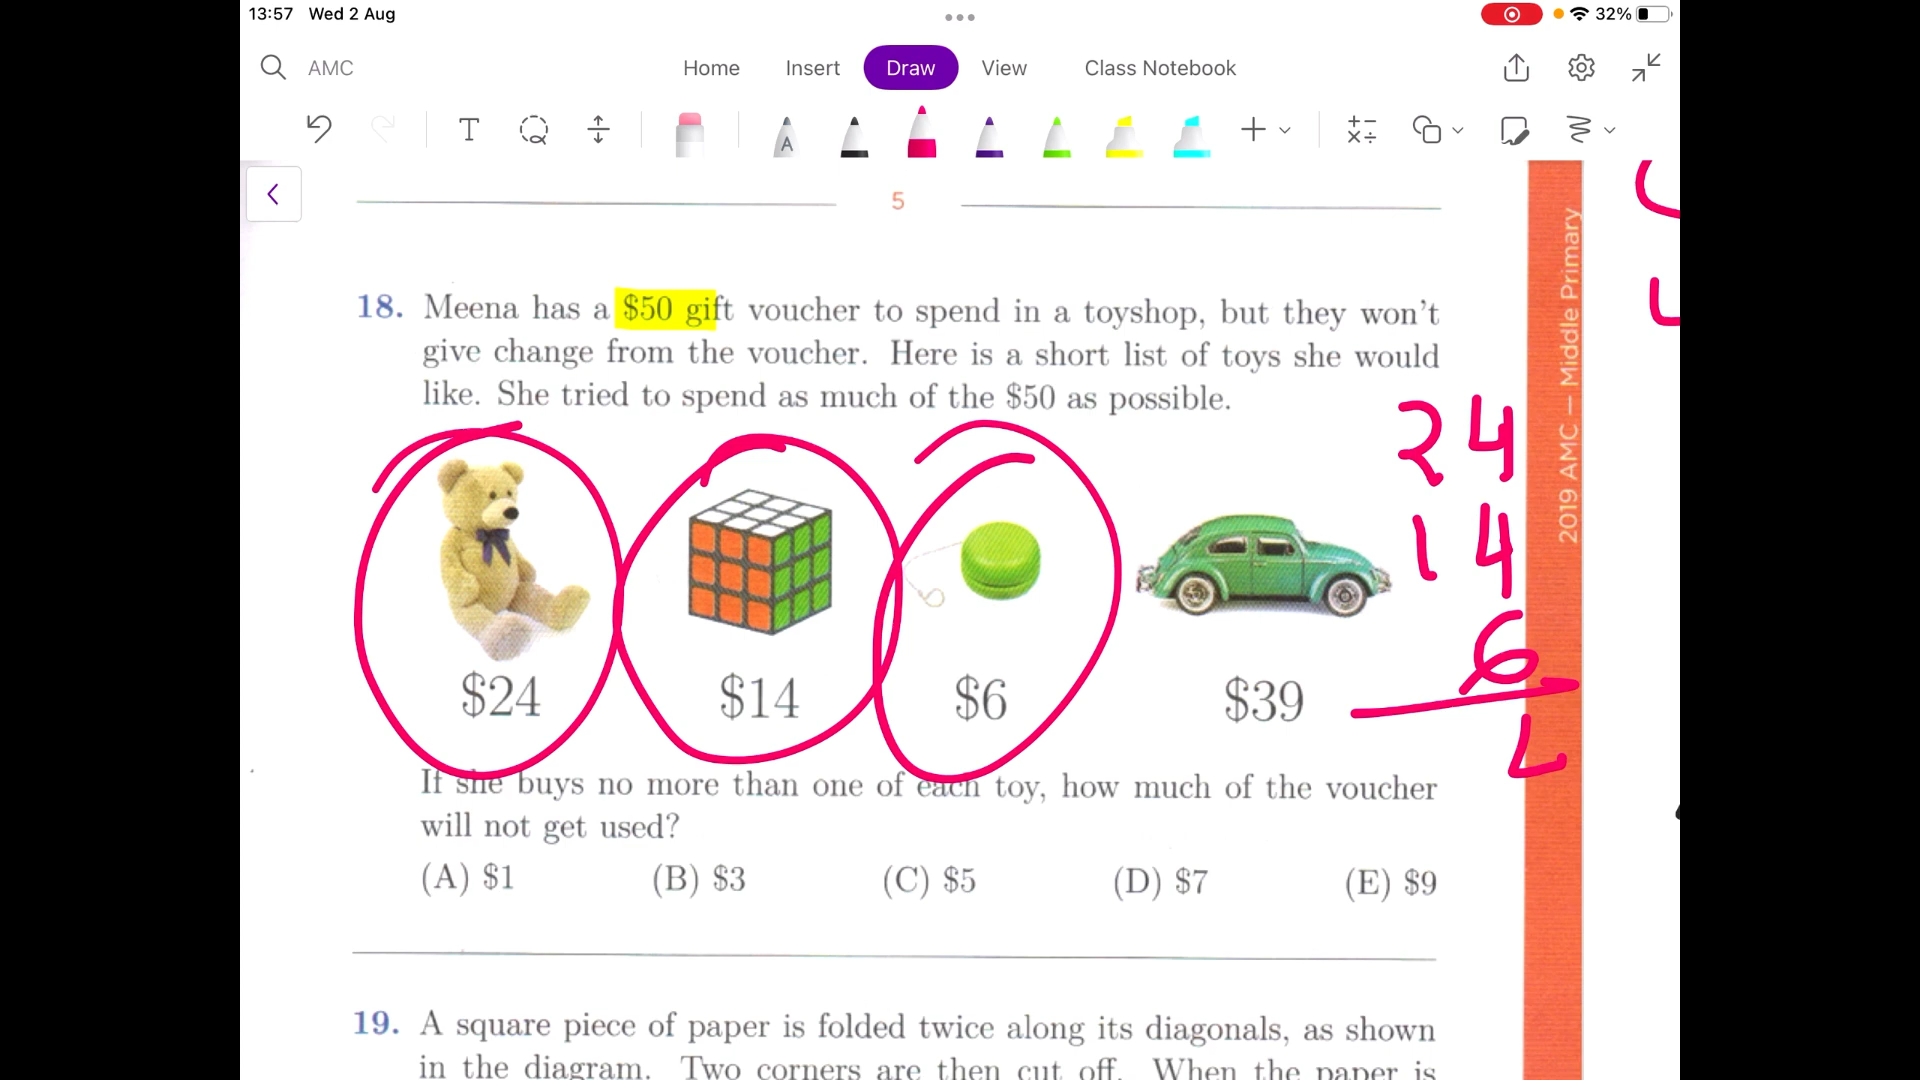 13:57 Wed 2 Aug
32%
AMC
Home Insert Draw View Class Notebook
T
A
5
2019 AMC — Middle Primary
18. Meena has a $50 gift voucher to spend in a toyshop, but they won't
give change from the voucher. Here is a short list of toys she would
like. She tried to spend as much of the $50 as possible.
24
14
6
$24 $14 $6 $39
If she buys no more than one of each toy, how much of the voucher
will not get used?
(A) $1 (B) $3 (C) $5 (D) $7 (E) $9
19. A square piece of paper is folded twice along its diagonals, as shown
in the diagram. Two corners are then cut off. When the paper is